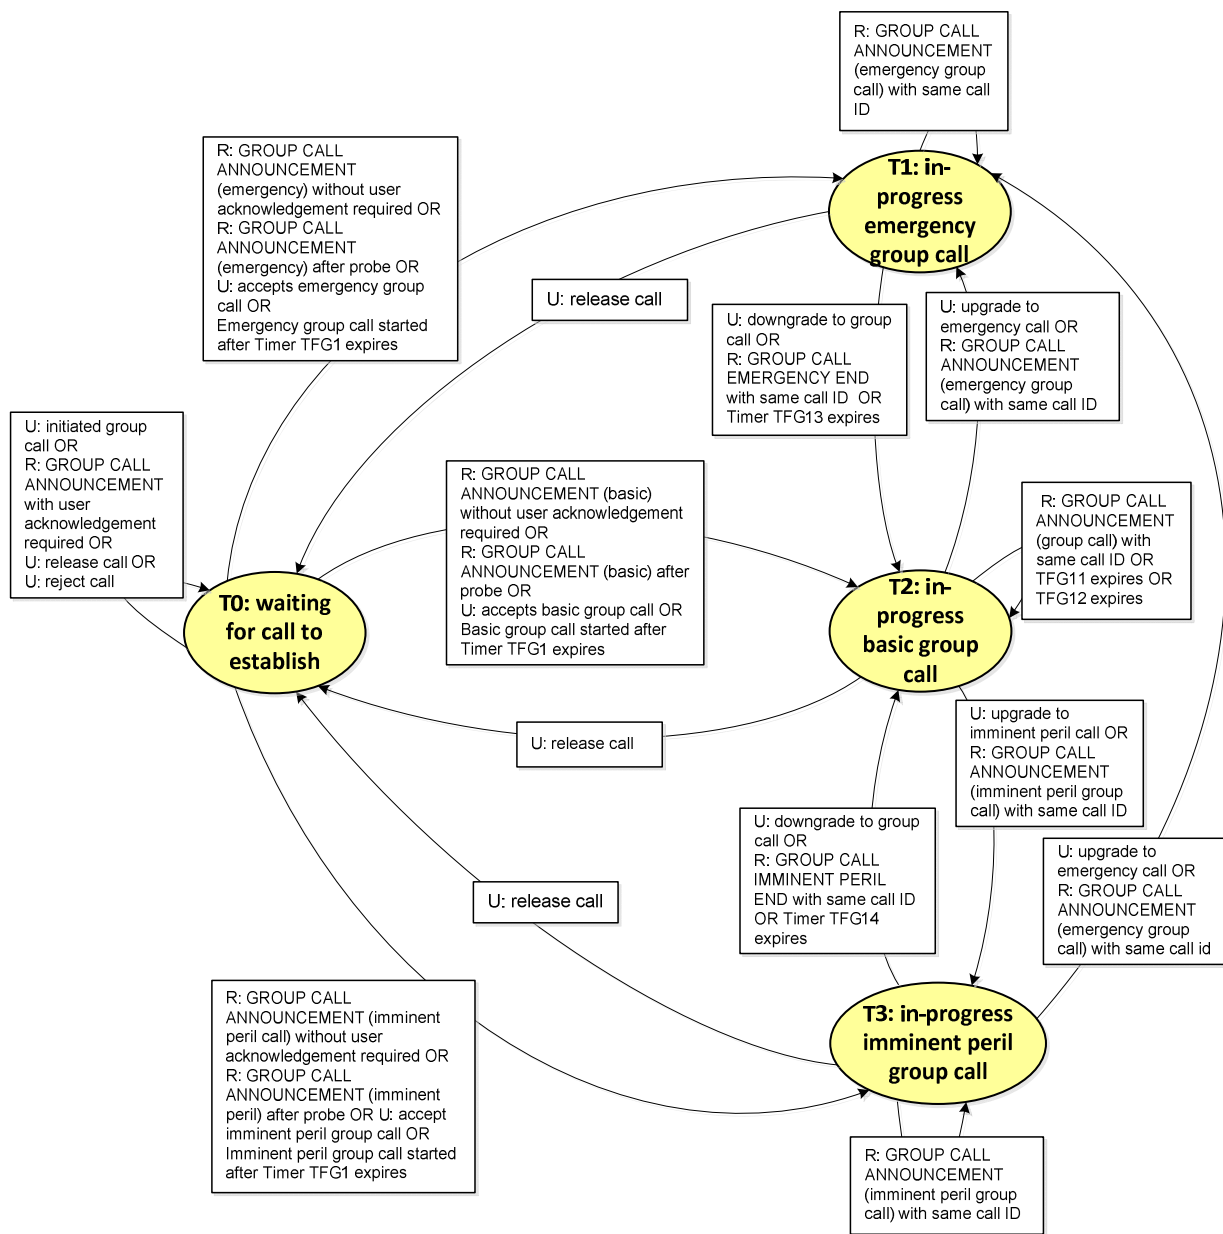 R: GROUP CALL
ANNOUNCEMENT
(emergency group
call) with same call
ID
R: GROUP CALL
ANNOUNCEMENT
(emergency) without user
acknowledgement required OR
R: GROUP CALL
ANNOUNCEMENT
(emergency) after probe OR
U: accepts emergency group
call OR
Emergency group call started
after Timer TFG1 expires
T1: in-
progress
emergency
group call
U: release call
U: downgrade to group
call OR
R: GROUP CALL
EMERGENCY END
with same call ID OR
Timer TFG13 expires
U: upgrade to
emergency call OR
R: GROUP CALL
ANNOUNCEMENT
(emergency group
call) with same call ID
U: initiated group
call OR
R: GROUP CALL
ANNOUNCEMENT
with user
acknowledgement
required OR
U: release call OR
U: reject call
R: GROUP CALL
ANNOUNCEMENT (basic)
without user acknowledgement
required OR
R: GROUP CALL
ANNOUNCEMENT (basic) after
probe OR
U: accepts basic group call OR
Basic group call started after
Timer TFG1 expires
R: GROUP CALL
ANNOUNCEMENT
(group call) with
same call ID OR
TFG11 expires OR
TFG12 expires
T0: waiting
for call to
establish
T2: in-
progress
basic group
call
U: release call
U: upgrade to
imminent peril call OR
R: GROUP CALL
ANNOUNCEMENT
(imminent peril group
call) with same call ID
U: downgrade to group
call OR
R: GROUP CALL
IMMINENT PERIL
END with same call ID
OR Timer TFG14
expires
U: upgrade to
emergency call OR
R: GROUP CALL
ANNOUNCEMENT
(emergency group
call) with same call id
U: release call
R: GROUP CALL
ANNOUNCEMENT (imminent
peril call) without user
acknowledgement required OR
R: GROUP CALL
ANNOUNCEMENT (imminent
peril) after probe OR U: accept
imminent peril group call OR
Imminent peril group call started
after Timer TFG1 expires
T3: in-progress
imminent peril
group call
R: GROUP CALL
ANNOUNCEMENT
(imminent peril group
call) with same call ID